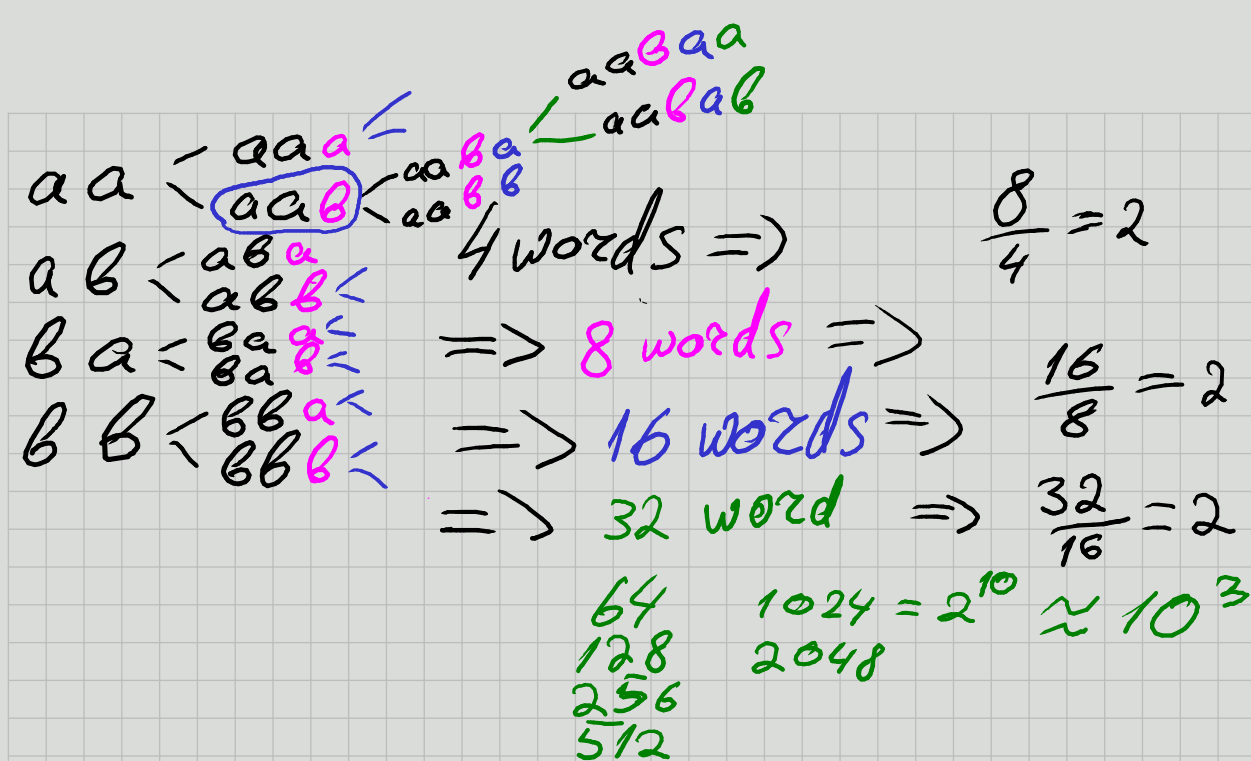 aabaa
aabab
aa < aaa
aab
aaba
aabb
ab < aba
abb
ba < baa
bab
bb < bba
bbb
4 words =>
8/4 = 2
=> 8 words =>
16/8 = 2
=> 16 words =>
=> 32 word =>
32/16 = 2
64
128
256
512
1024 = 2^10 ≈ 10^3
2048